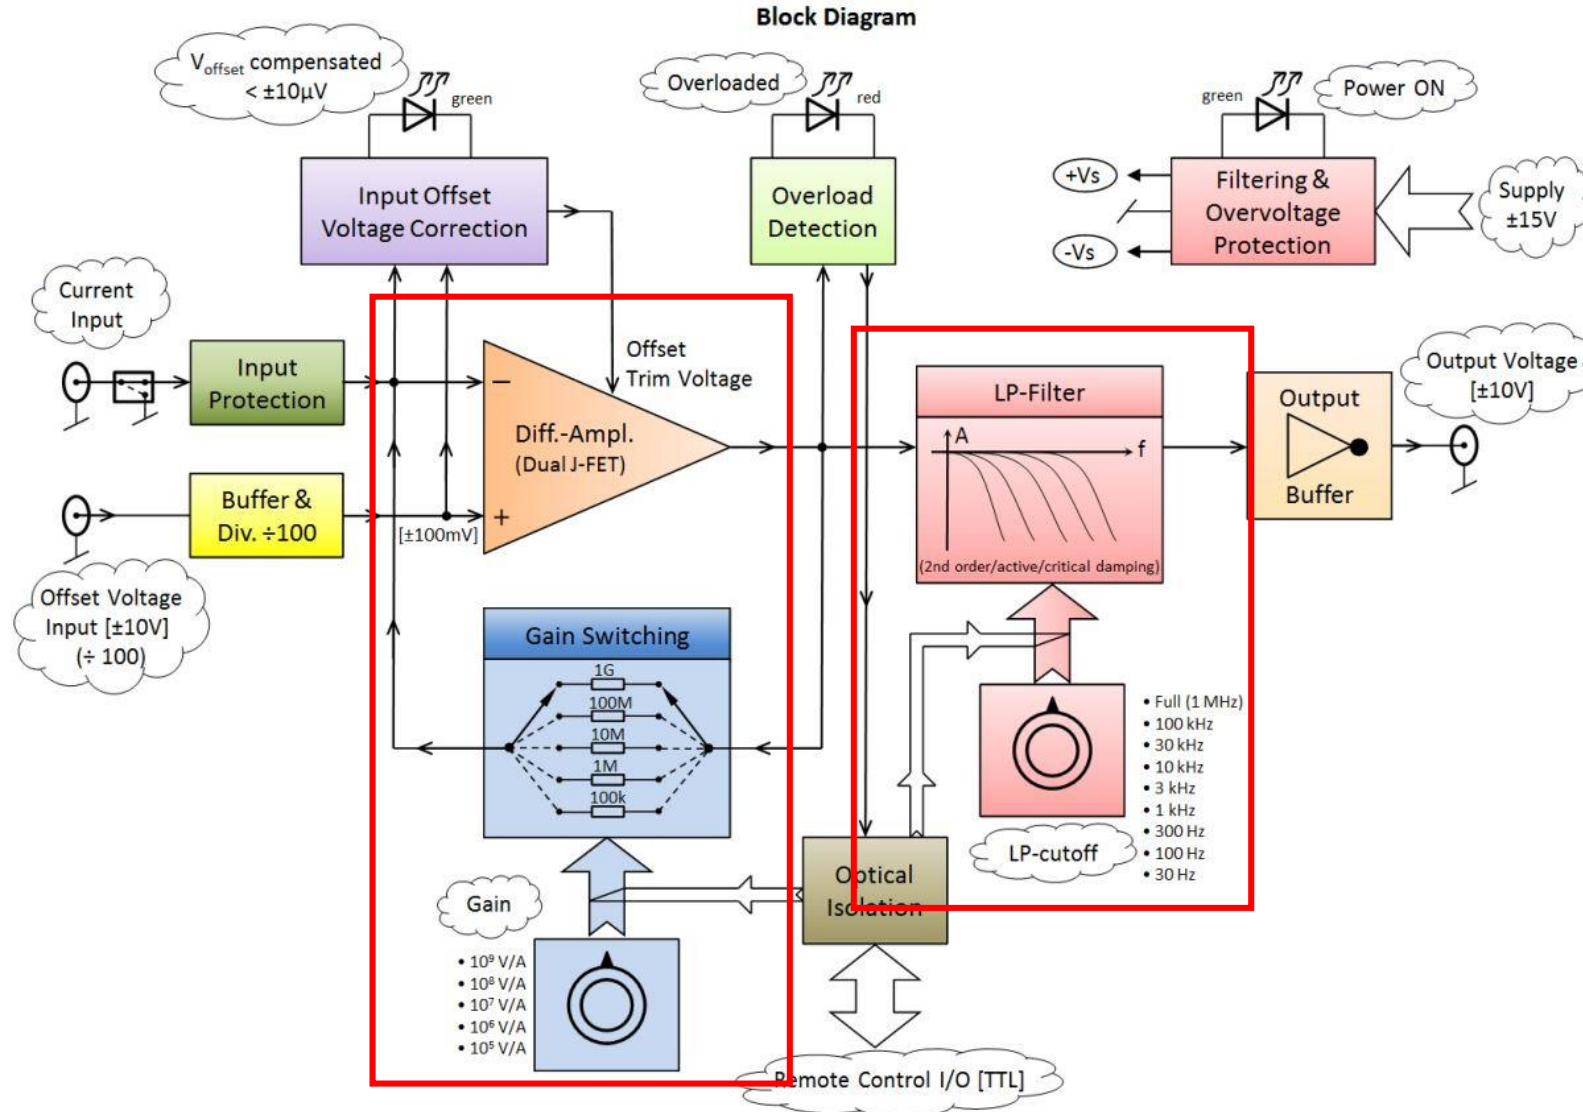 Block Diagram
Voffset compensated
< ±10µV
green
Overloaded
red
green
Power ON
Input Offset
Voltage Correction
Overload
Detection
+Vs
-Vs
Filtering &
Overvoltage
Protection
Supply
±15V
Current
Input
Input
Protection
Offset
Trim Voltage
−
Diff.-Ampl.
(Dual J-FET)
+
[±100mV]
Buffer &
Div. ÷100
Offset Voltage
Input [±10V]
(÷ 100)
LP-Filter
A
f
(2nd order/active/critical damping)
Output
Buffer
Output Voltage
[±10V]
Gain Switching
1G
100M
10M
1M
100k
• Full (1 MHz)
• 100 kHz
• 30 kHz
• 10 kHz
• 3 kHz
• 1 kHz
• 300 Hz
• 100 Hz
• 30 Hz
LP-cutoff
Optical
Isolation
Gain
• 10⁹ V/A
• 10⁸ V/A
• 10⁷ V/A
• 10⁶ V/A
• 10⁵ V/A
Remote Control I/O [TTL]